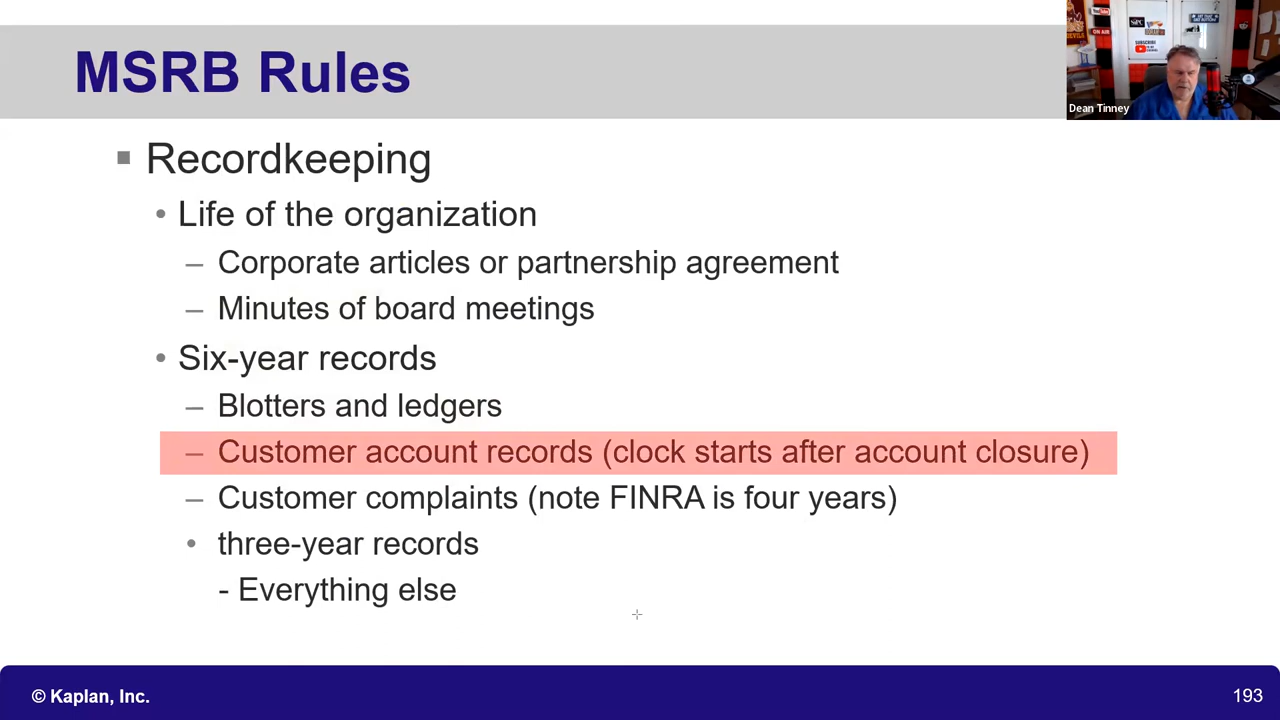 MSRB Rules
Dean Tinney
▪ Recordkeeping
• Life of the organization
– Corporate articles or partnership agreement
– Minutes of board meetings
• Six-year records
– Blotters and ledgers
– Customer account records (clock starts after account closure)
– Customer complaints (note FINRA is four years)
• three-year records
- Everything else
© Kaplan, Inc.
193